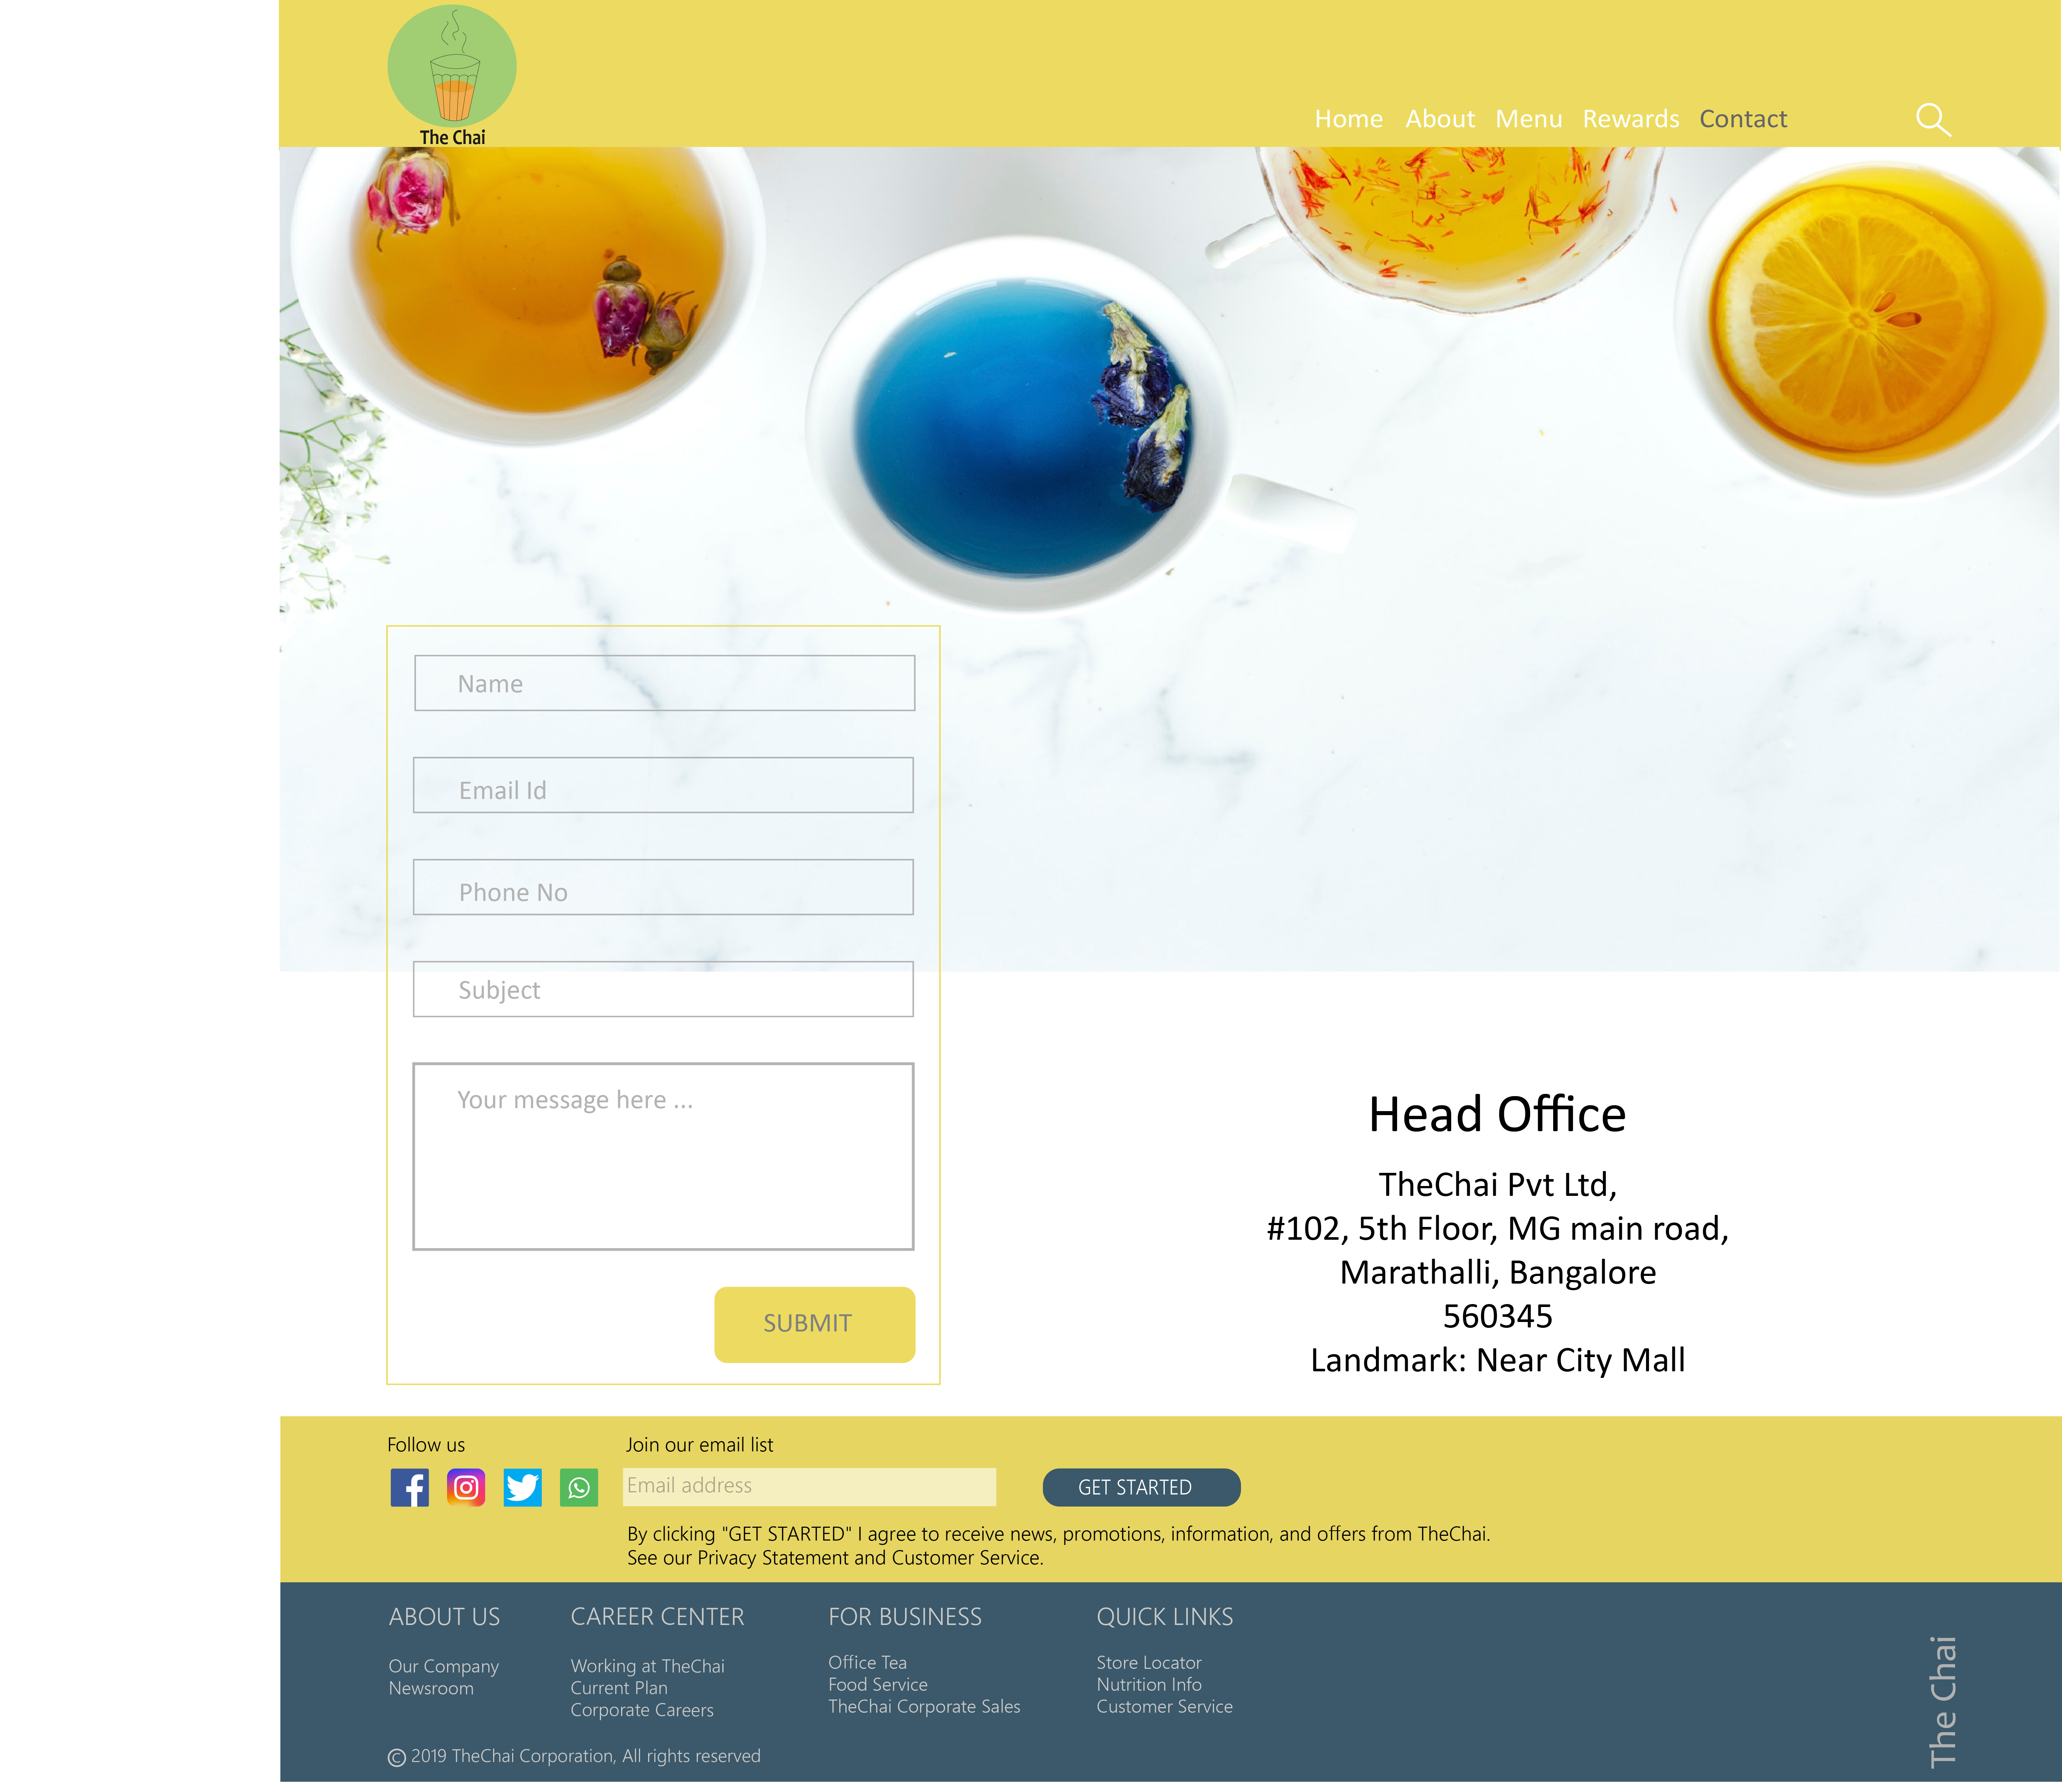 The Chai
Home About Menu Rewards Contact
Name
Email Id
Phone No
Subject
Your message here ...
SUBMIT
Head Office
TheChai Pvt Ltd,
#102, 5th Floor, MG main road,
Marathalli, Bangalore
560345
Landmark: Near City Mall
Follow us
Join our email list
Email address
GET STARTED
By clicking "GET STARTED" I agree to receive news, promotions, information, and offers from TheChai.
See our Privacy Statement and Customer Service.
ABOUT US
Our Company
Newsroom
CAREER CENTER
Working at TheChai
Current Plan
Corporate Careers
FOR BUSINESS
Office Tea
Food Service
TheChai Corporate Sales
QUICK LINKS
Store Locator
Nutrition Info
Customer Service
© 2019 TheChai Corporation, All rights reserved
The Chai